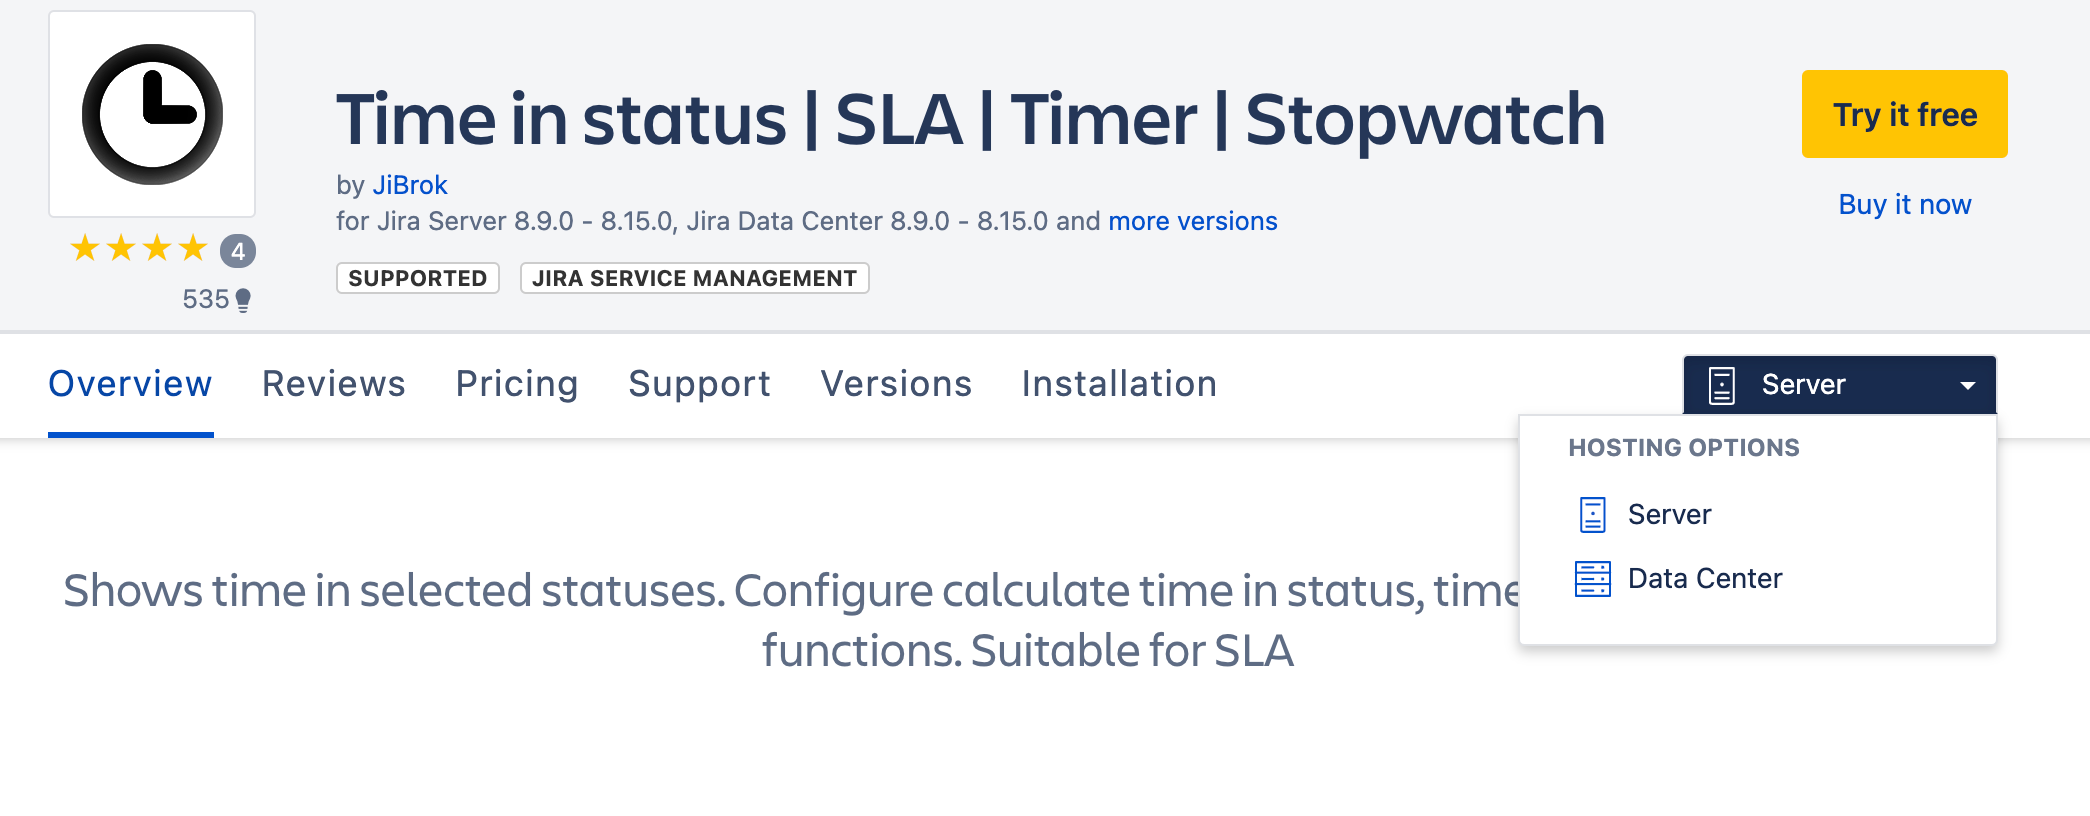 Time in status | SLA | Timer | Stopwatch
by JiBrok
for Jira Server 8.9.0 - 8.15.0, Jira Data Center 8.9.0 - 8.15.0 and more versions
SUPPORTED JIRA SERVICE MANAGEMENT
4
535
Try it free
Buy it now
Overview Reviews Pricing Support Versions Installation
Server
HOSTING OPTIONS
Server
Data Center
Shows time in selected statuses. Configure calculate time in status, time
functions. Suitable for SLA